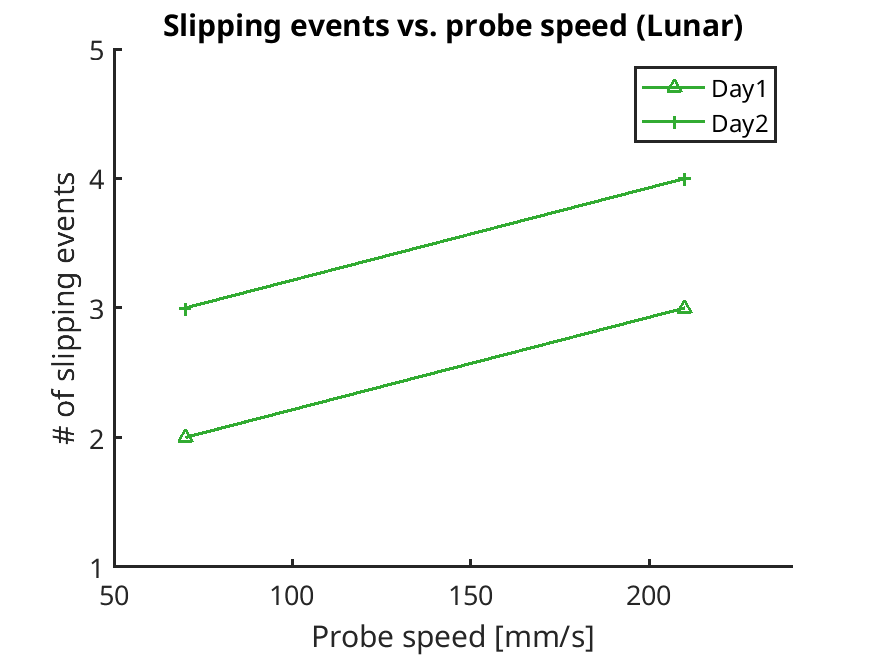 Slipping events vs. probe speed (Lunar)
Day1
Day2
# of slipping events
5
4
3
2
1
50 100 150 200
Probe speed [mm/s]